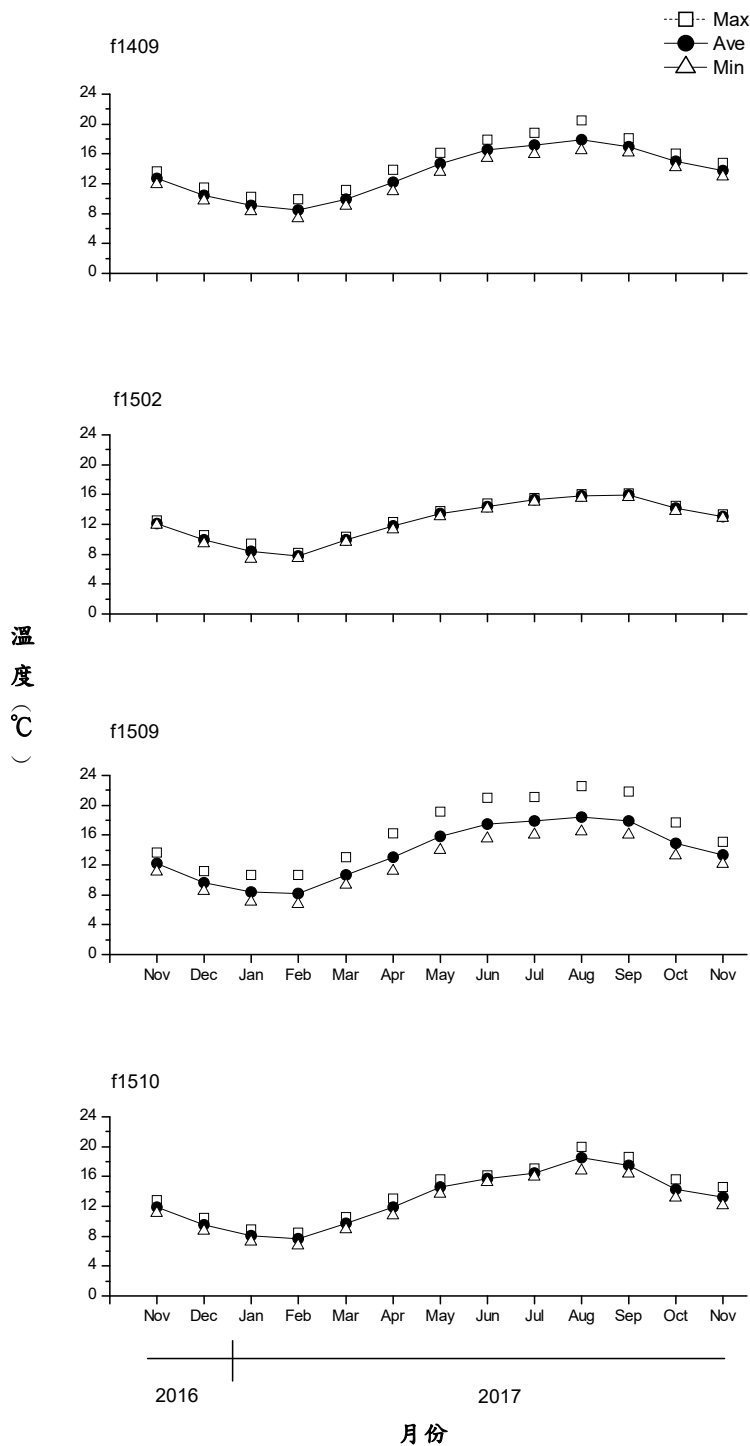 Max
Ave
Min
f1409
24
20
16
12
8
4
0
f1502
24
20
16
12
8
4
0
溫度(℃)
f1509
24
20
16
12
8
4
0
Nov Dec Jan Feb Mar Apr May Jun Jul Aug Sep Oct Nov
f1510
24
20
16
12
8
4
0
Nov Dec Jan Feb Mar Apr May Jun Jul Aug Sep Oct Nov
2016 2017
月份